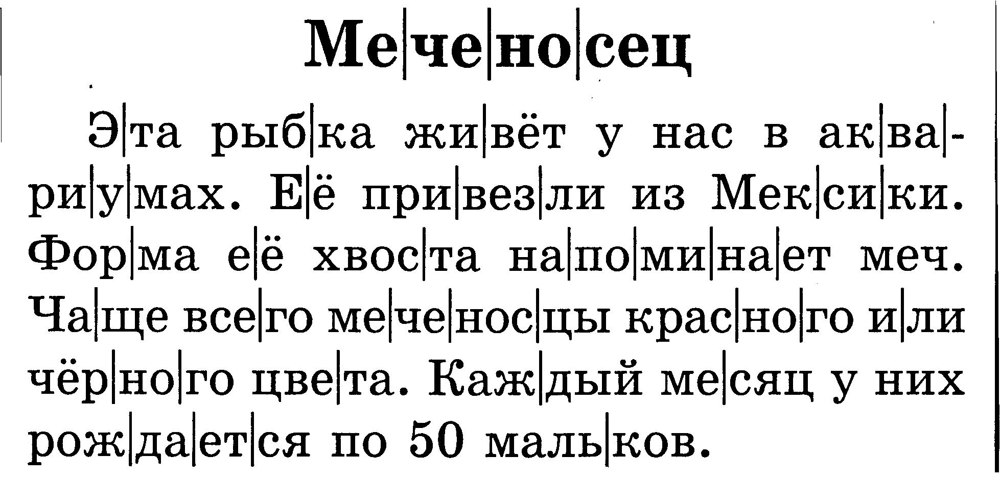 Ме|че|но|сец
Э|та рыб|ка жи|вёт у нас в ак|ва|-
ри|у|мах. Е|ё при|вез|ли из Мек|си|ки.
Фор|ма е|ё хвос|та на|по|ми|на|ет меч.
Ча|ще все|го ме|че|нос|цы крас|но|го и|ли
чёр|но|го цве|та. Каж|дый ме|сяц у них
рож|да|ет|ся по 50 маль|ков.